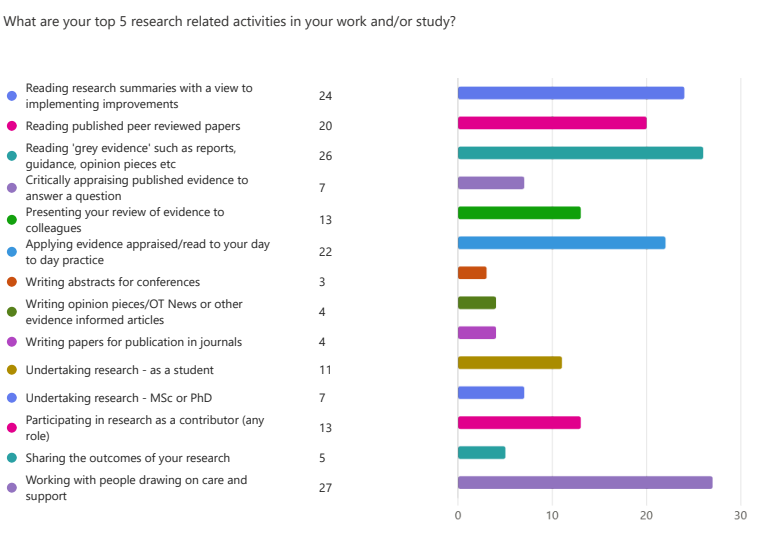 What are your top 5 research related activities in your work and/or study?
Reading research summaries with a view to
implementing improvements
24
Reading published peer reviewed papers
20
Reading 'grey evidence' such as reports,
guidance, opinion pieces etc
26
Critically appraising published evidence to
answer a question
7
Presenting your review of evidence to
colleagues
13
Applying evidence appraised/read to your day
to day practice
22
Writing abstracts for conferences
3
Writing opinion pieces/OT News or other
evidence informed articles
4
Writing papers for publication in journals
4
Undertaking research - as a student
11
Undertaking research - MSc or PhD
7
Participating in research as a contributor (any
role)
13
Sharing the outcomes of your research
5
Working with people drawing on care and
support
27
0 10 20 30